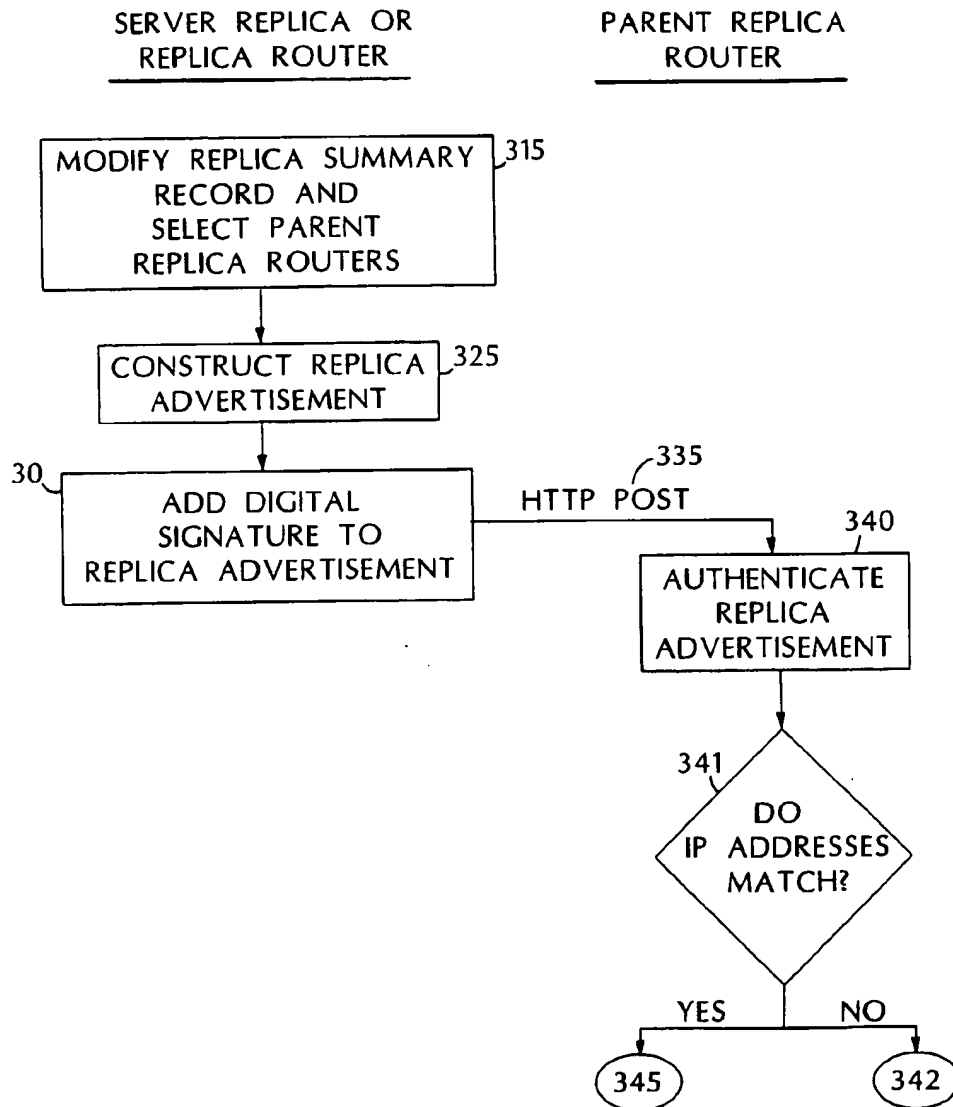 SERVER REPLICA OR
REPLICA ROUTER
PARENT REPLICA
ROUTER
MODIFY REPLICA SUMMARY
RECORD AND
SELECT PARENT
REPLICA ROUTERS
315
CONSTRUCT REPLICA
ADVERTISEMENT
325
30
ADD DIGITAL
SIGNATURE TO
REPLICA ADVERTISEMENT
335
HTTP POST
340
AUTHENTICATE
REPLICA
ADVERTISEMENT
341
DO
IP ADDRESSES
MATCH?
YES
NO
345
342